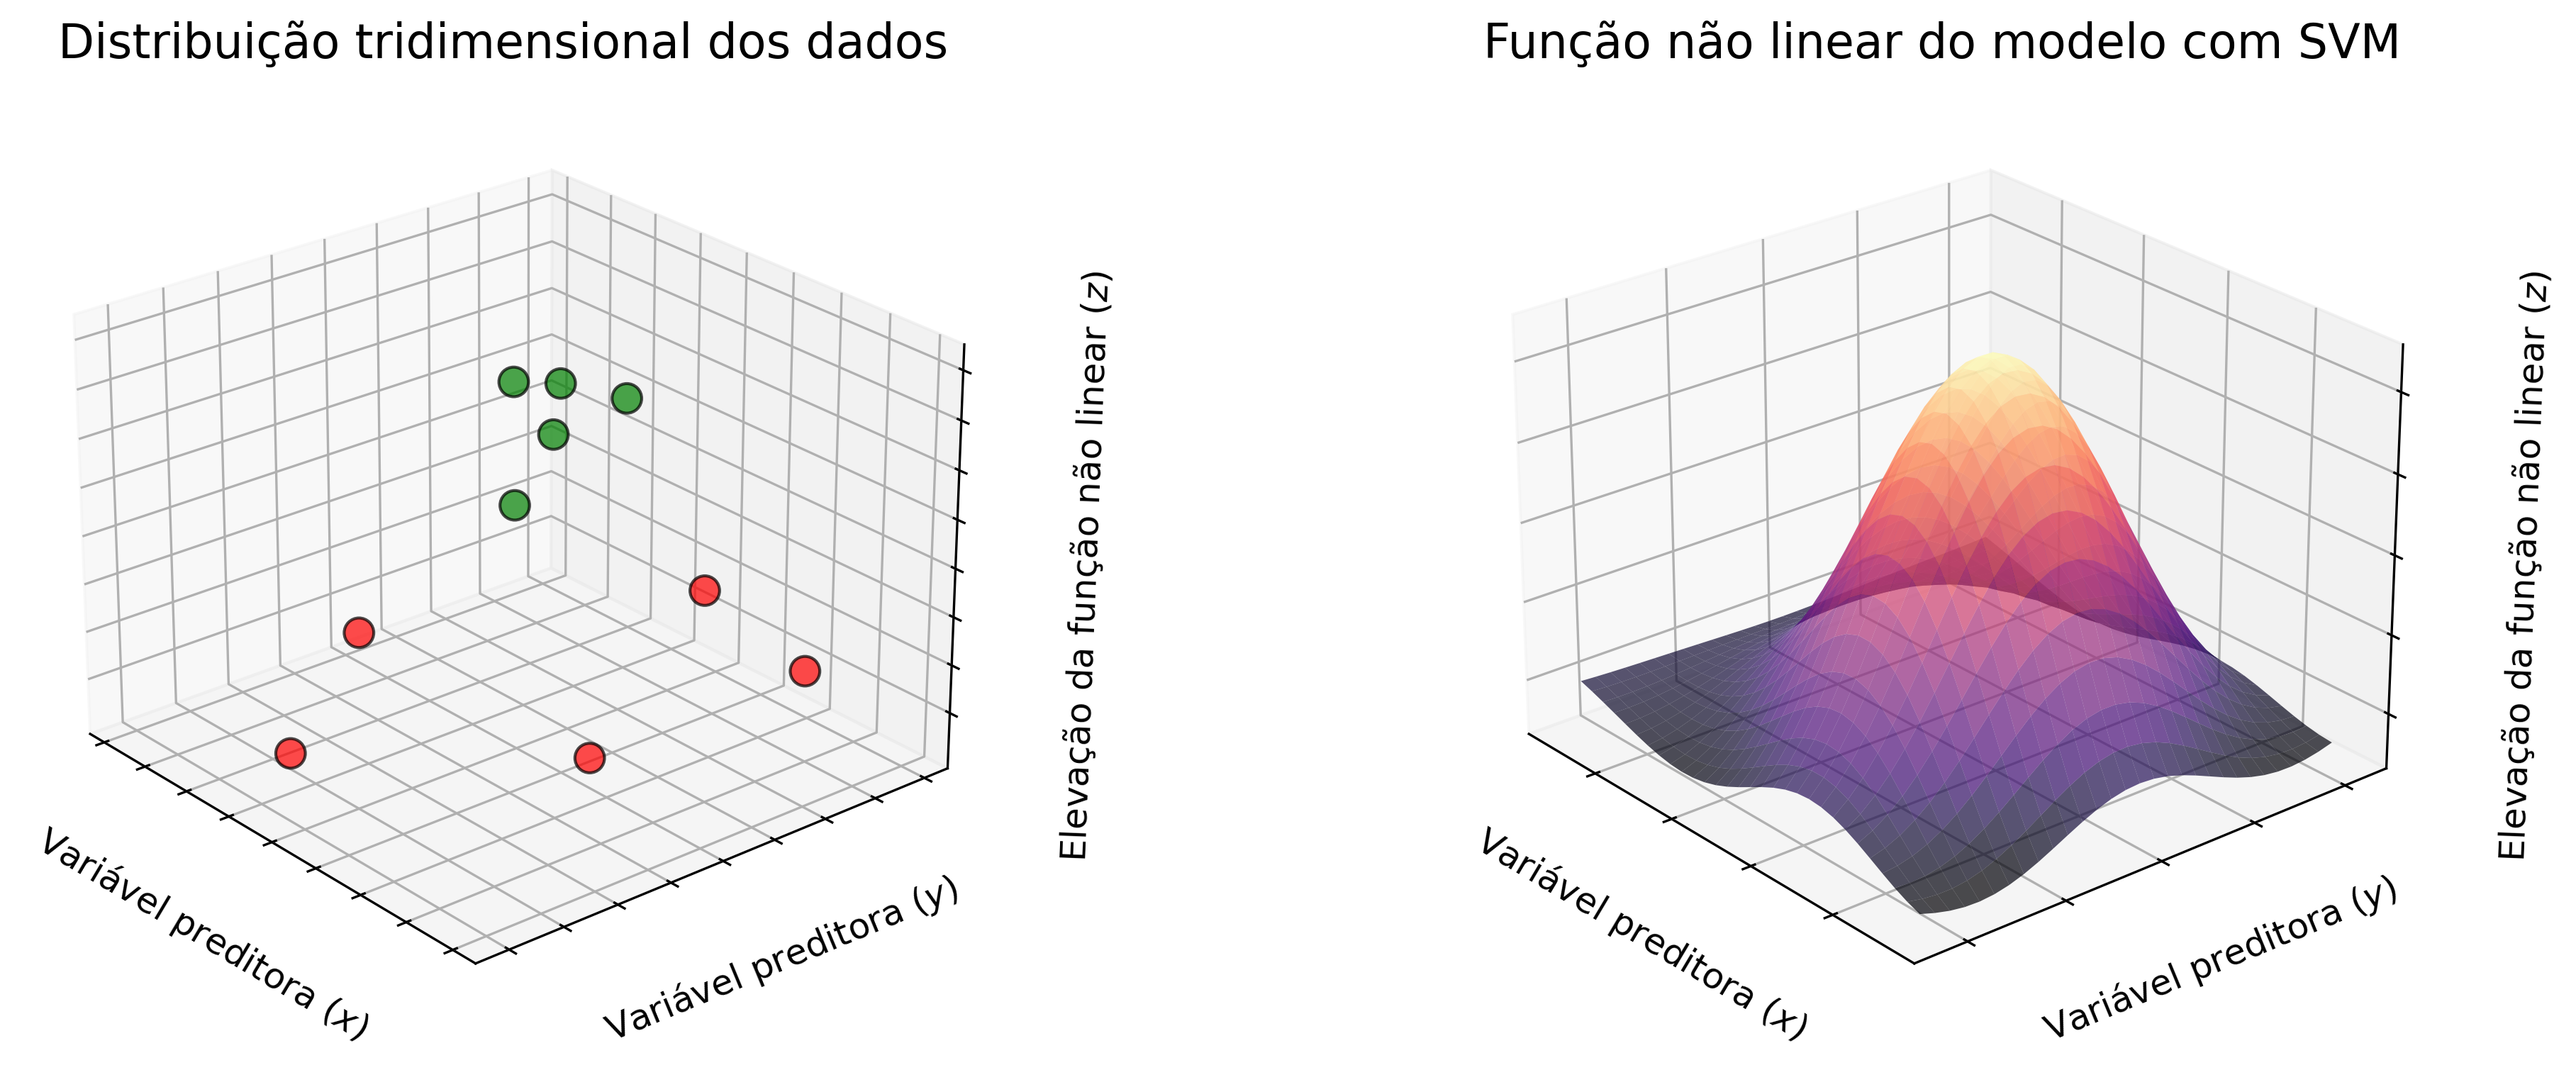 Distribuição tridimensional dos dados
Variável preditora (x)
Variável preditora (y)
Elevação da função não linear (z)
Função não linear do modelo com SVM
Variável preditora (x)
Variável preditora (y)
Elevação da função não linear (z)